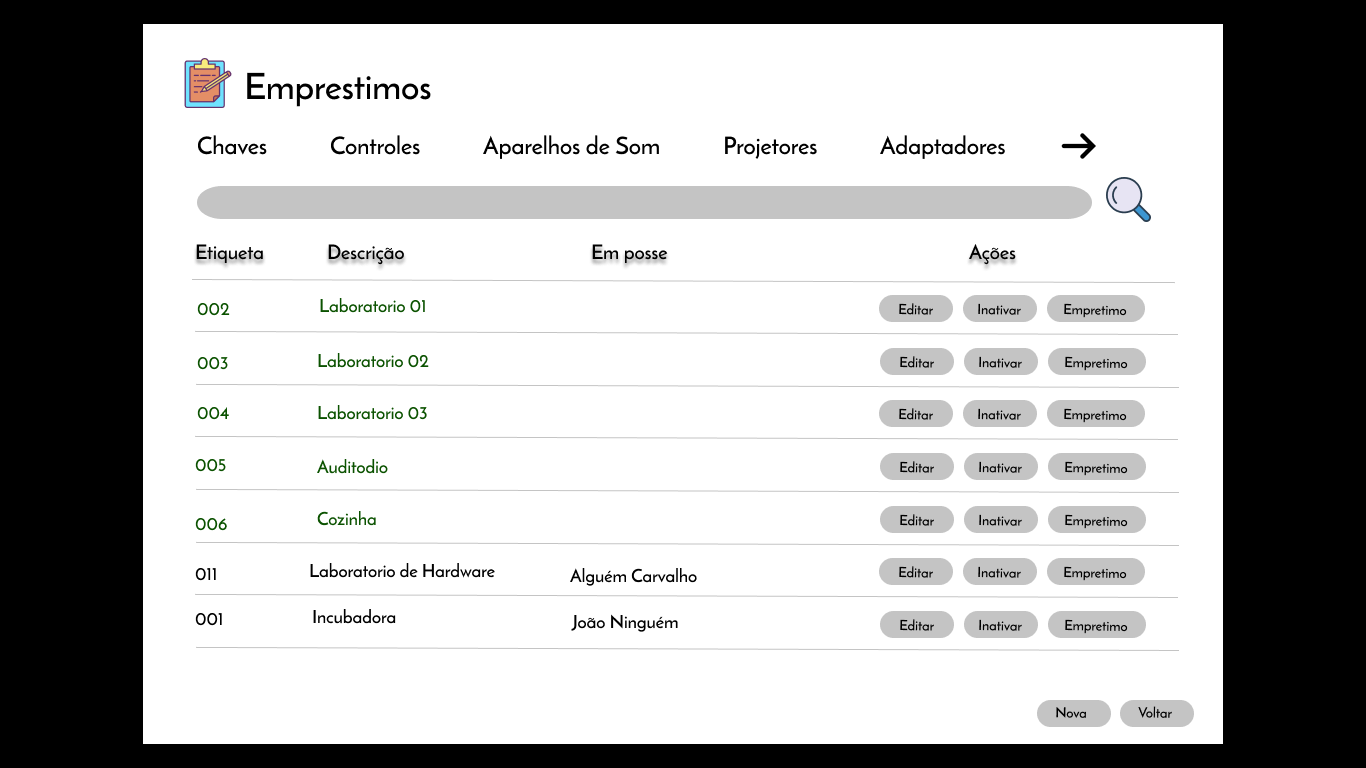 Emprestimos
Chaves Controles Aparelhos de Som Projetores Adaptadores
Etiqueta Descrição Em posse Ações
002 Laboratorio 01 Editar Inativar Empretimo
003 Laboratorio 02 Editar Inativar Empretimo
004 Laboratorio 03 Editar Inativar Empretimo
005 Auditodio Editar Inativar Empretimo
006 Cozinha Editar Inativar Empretimo
011 Laboratorio de Hardware Alguém Carvalho Editar Inativar Empretimo
001 Incubadora João Ninguém Editar Inativar Empretimo
Nova Voltar